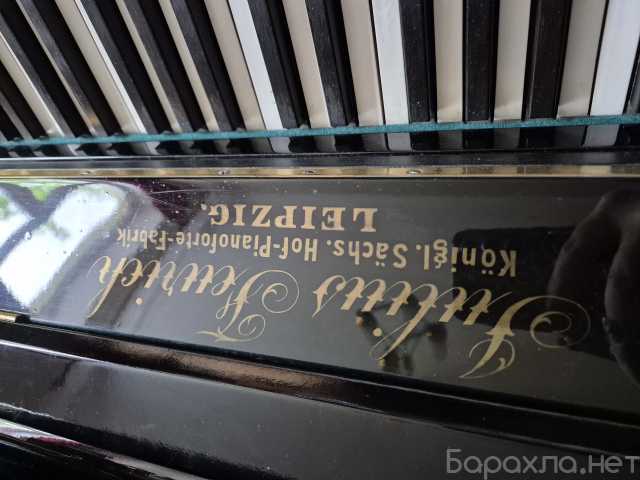 Julius Feurich
Königl. Sächs. Hof-Pianoforte-Fabrik
LEIPZIG.
Барахла.нет